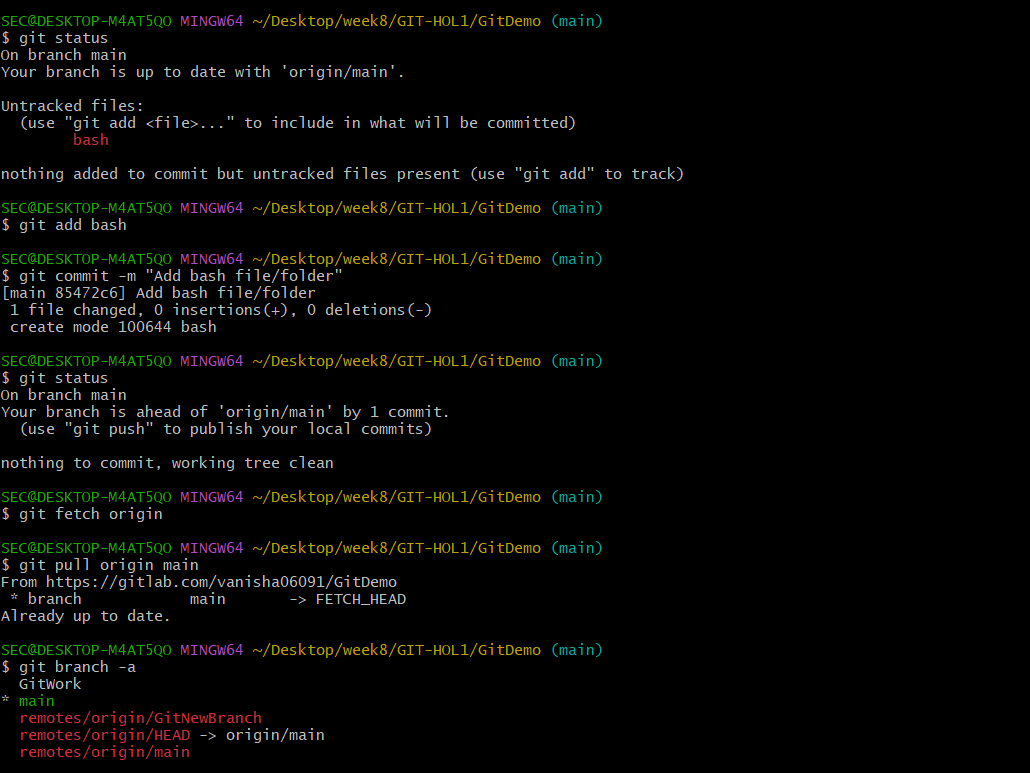 SEC@DESKTOP-M4AT5QO MINGW64 ~/Desktop/week8/GIT-HOL1/GitDemo (main)
$ git status
On branch main
Your branch is up to date with 'origin/main'.
Untracked files:
  (use "git add <file>..." to include in what will be committed)
        bash
nothing added to commit but untracked files present (use "git add" to track)
SEC@DESKTOP-M4AT5QO MINGW64 ~/Desktop/week8/GIT-HOL1/GitDemo (main)
$ git add bash
SEC@DESKTOP-M4AT5QO MINGW64 ~/Desktop/week8/GIT-HOL1/GitDemo (main)
$ git commit -m "Add bash file/folder"
[main 85472c6] Add bash file/folder
 1 file changed, 0 insertions(+), 0 deletions(-)
 create mode 100644 bash
SEC@DESKTOP-M4AT5QO MINGW64 ~/Desktop/week8/GIT-HOL1/GitDemo (main)
$ git status
On branch main
Your branch is ahead of 'origin/main' by 1 commit.
  (use "git push" to publish your local commits)
nothing to commit, working tree clean
SEC@DESKTOP-M4AT5QO MINGW64 ~/Desktop/week8/GIT-HOL1/GitDemo (main)
$ git fetch origin
SEC@DESKTOP-M4AT5QO MINGW64 ~/Desktop/week8/GIT-HOL1/GitDemo (main)
$ git pull origin main
From https://gitlab.com/vanisha06091/GitDemo
 * branch            main       -> FETCH_HEAD
Already up to date.
SEC@DESKTOP-M4AT5QO MINGW64 ~/Desktop/week8/GIT-HOL1/GitDemo (main)
$ git branch -a
  GitWork
* main
  remotes/origin/GitNewBranch
  remotes/origin/HEAD -> origin/main
  remotes/origin/main